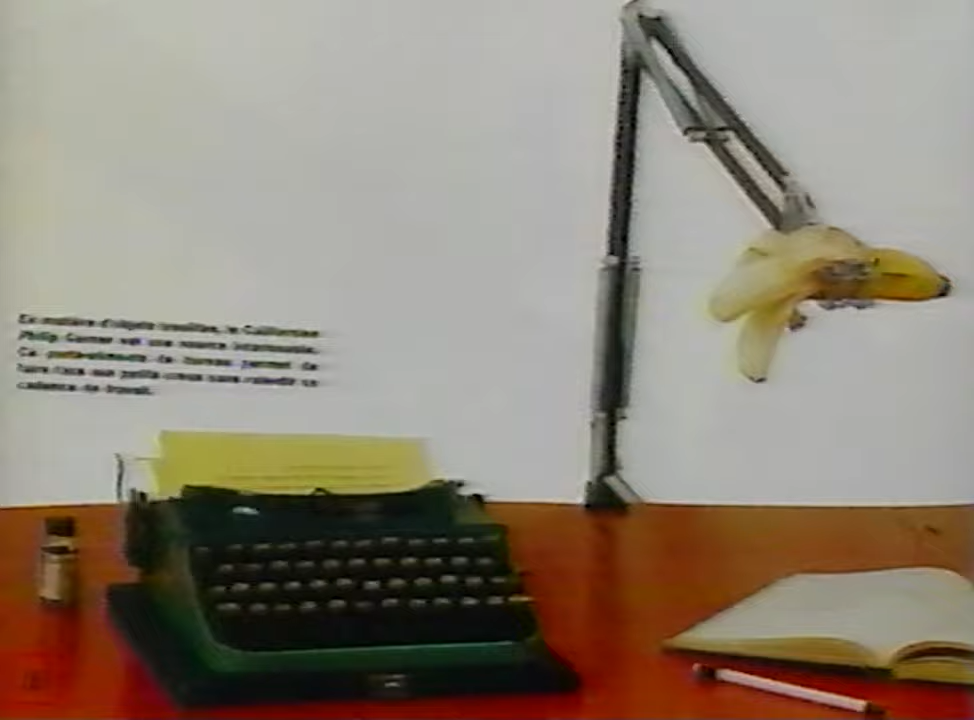 En matière d'objets insolites, le Californien
Philip Garner est une source intarissable.
Ce porte-aliments de bureau permet de
faire face aux petits creux sans ralentir sa
cadence de travail.